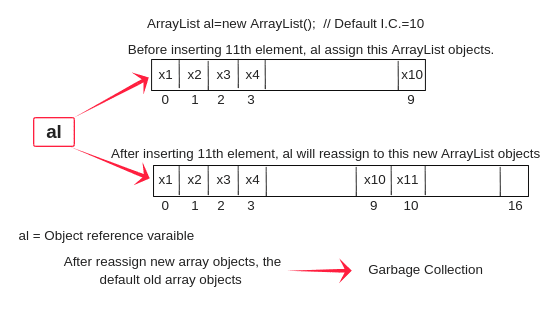 ArrayList al=new ArrayList();  // Default I.C.=10
Before inserting 11th element, al assign this ArrayList objects.
x1 x2 x3 x4 x10
0 1 2 3 9
al
After inserting 11th element, al will reassign to this new ArrayList objects
x1 x2 x3 x4 x10 x11
0 1 2 3 9 10 16
al = Object reference varaible
After reassign new array objects, the
default old array objects
Garbage Collection